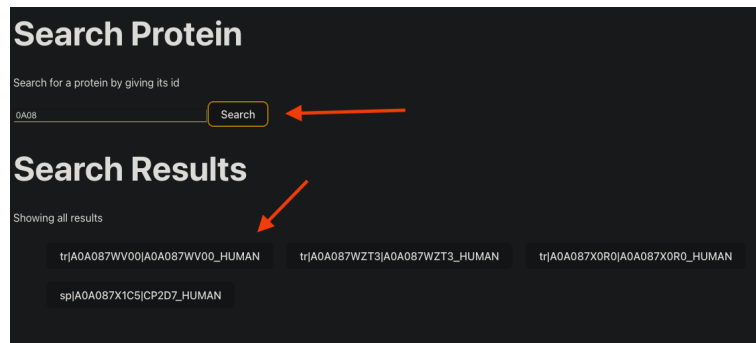 Search Protein
Search for a protein by giving its id
0A08 Search
Search Results
Showing all results
tr|A0A087WV00|A0A087WV00_HUMAN tr|A0A087WZT3|A0A087WZT3_HUMAN tr|A0A087X0R0|A0A087X0R0_HUMAN
sp|A0A087X1C5|CP2D7_HUMAN